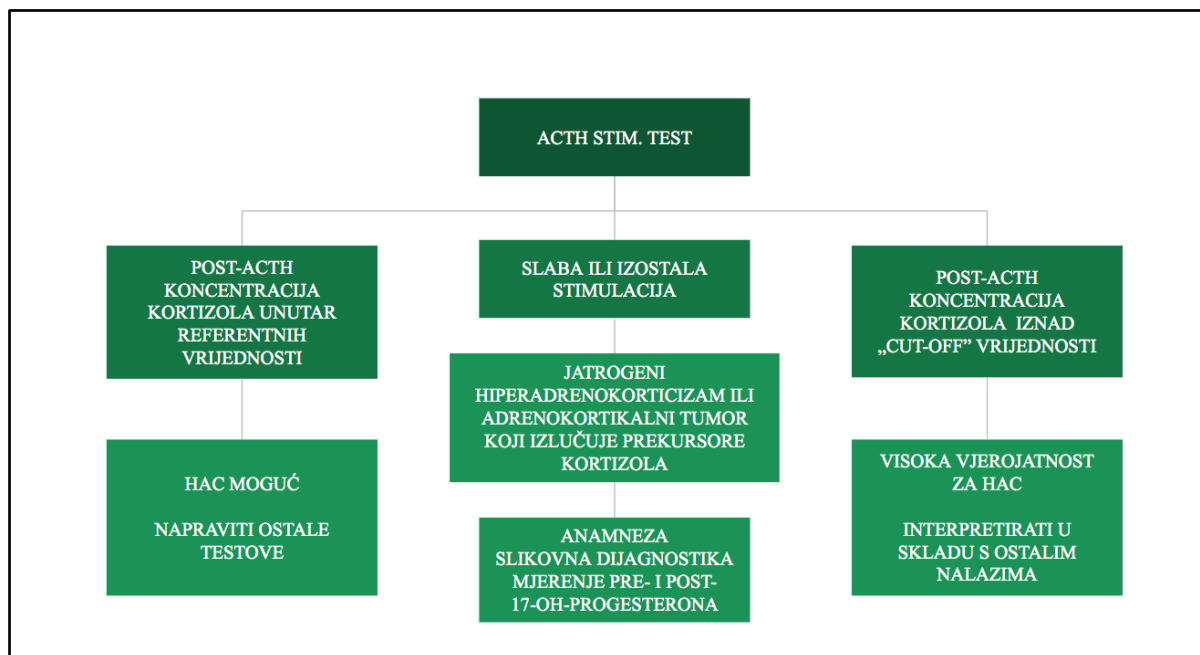 ACTH STIM. TEST
POST-ACTH
KONCENTRACIJA
KORTIZOLA UNUTAR
REFERENTNIH
VRIJEDNOSTI
HAC MOGUĆ
NAPRAVITI OSTALE
TESTOVE
SLABA ILI IZOSTALA
STIMULACIJA
JATROGENI
HIPERADRENOKORTICIZAM ILI
ADRENOKORTIKALNI TUMOR
KOJI IZLUČUJE PREKURSORE
KORTIZOLA
ANAMNEZA
SLIKOVNA DIJAGNOSTIKA
MJERENJE PRE- I POST-
17-OH-PROGESTERONA
POST-ACTH
KONCENTRACIJA
KORTIZOLA IZNAD
„CUT-OFF” VRIJEDNOSTI
VISOKA VJEROJATNOST
ZA HAC
INTERPRETIRATI U
SKLADU S OSTALIM
NALAZIMA